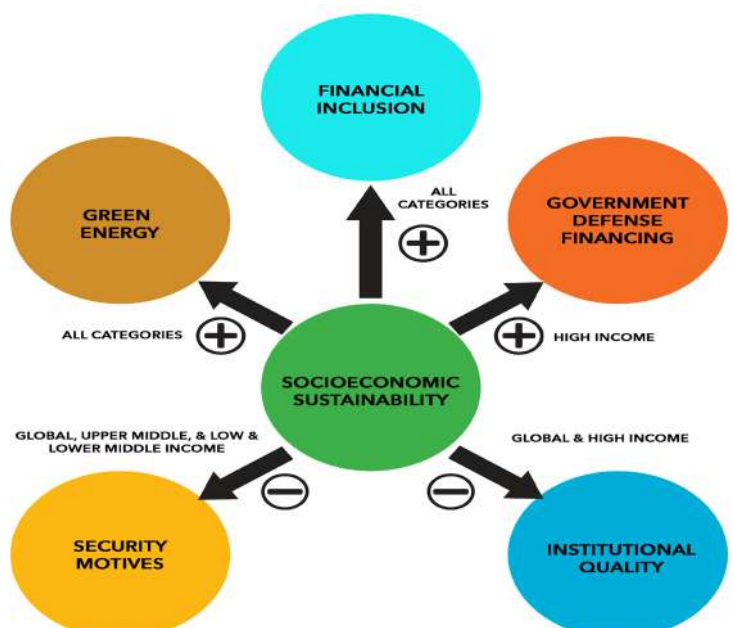 FINANCIAL
INCLUSION
ALL
CATEGORIES
GREEN
ENERGY
GOVERNMENT
DEFENSE
FINANCING
ALL CATEGORIES
HIGH INCOME
SOCIOECONOMIC
SUSTAINABILITY
GLOBAL, UPPER MIDDLE, & LOW &
LOWER MIDDLE INCOME
GLOBAL & HIGH INCOME
SECURITY
MOTIVES
INSTITUTIONAL
QUALITY